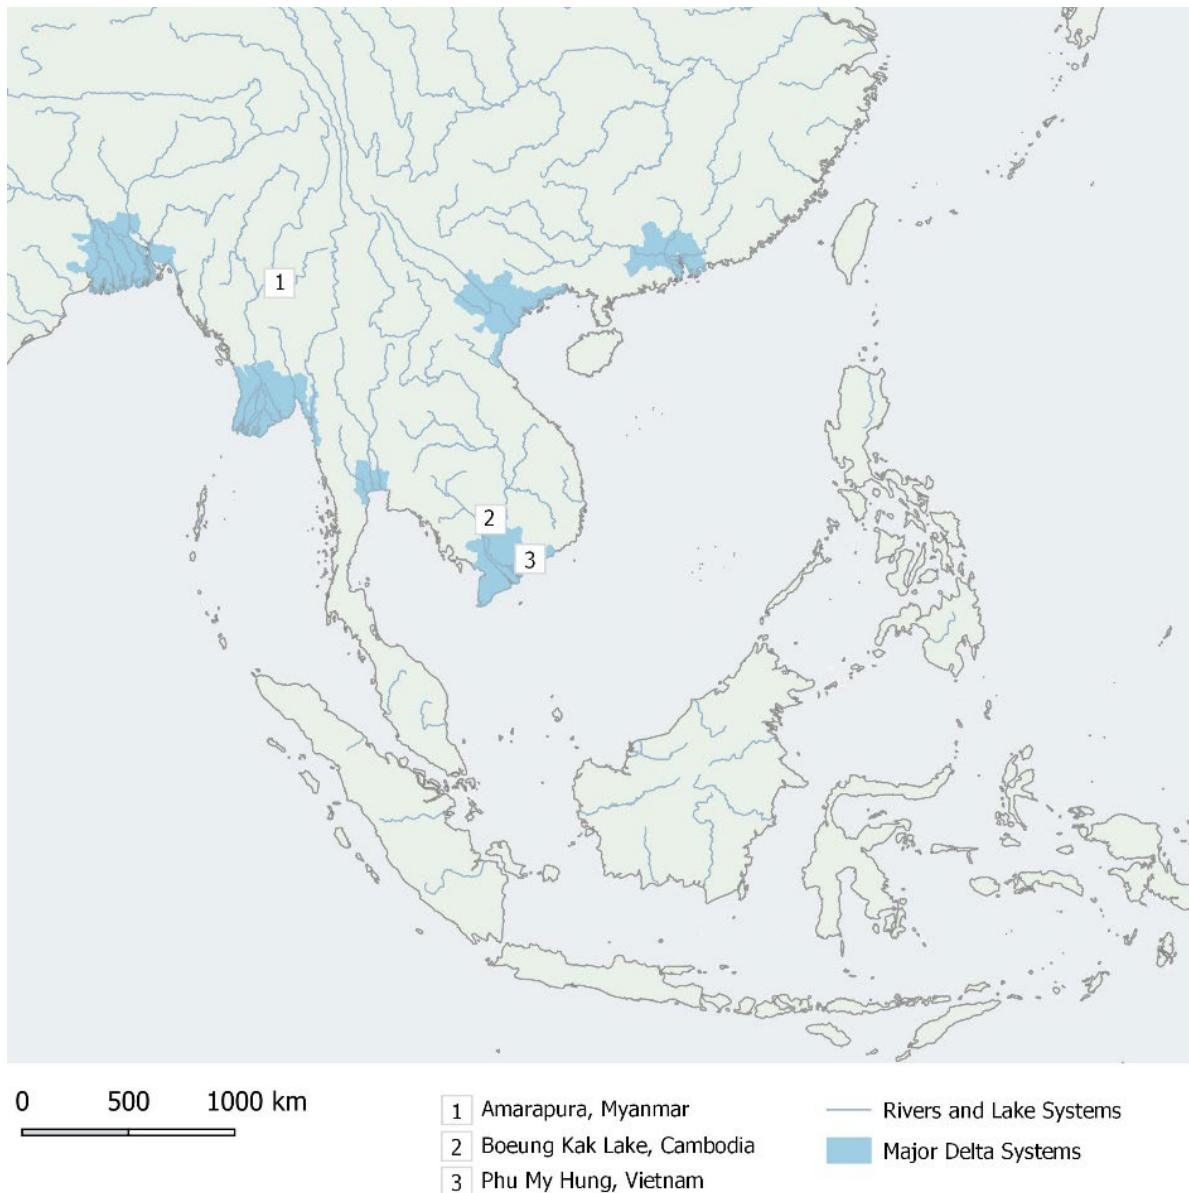 1
2
3
0 500 1000 km
1 Amarapura, Myanmar
2 Boeung Kak Lake, Cambodia
3 Phu My Hung, Vietnam
Rivers and Lake Systems
Major Delta Systems